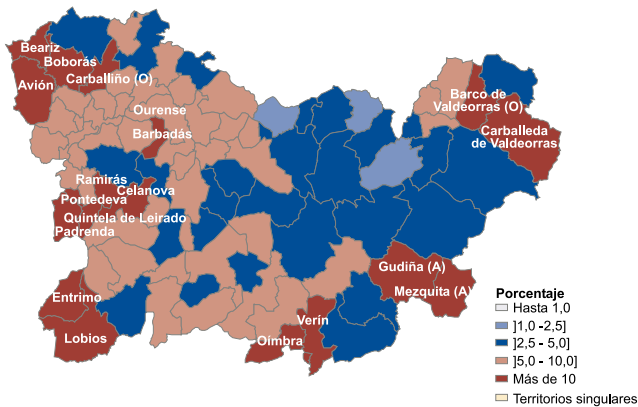 Beariz
Boborás
Carballiño (O)
Avión
Ourense
Barbadás
Barco de
Valdeorras (O)
Carballeda
de Valdeorras
Ramirás
Celanova
Pontedeva
Quintela de Leirado
Padrenda
Gudiña (A)
Mezquita (A)
Entrimo
Lobios
Verín
Oímbra
Porcentaje
Hasta 1,0
]1,0 -2,5]
]2,5 - 5,0]
]5,0 - 10,0]
Más de 10
Territorios singulares